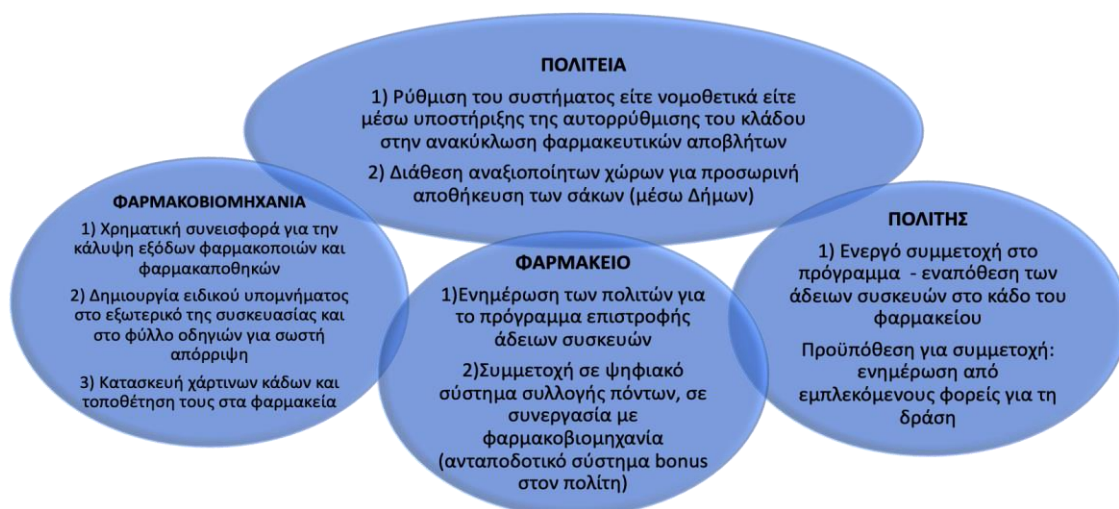 ΠΟΛΙΤΕΙΑ
1) Ρύθμιση του συστήματος είτε νομοθετικά είτε
μέσω υποστήριξης της αυτορρύθμισης του κλάδου
στην ανακύκλωση φαρμακευτικών αποβλήτων
2) Διάθεση αναξιοποίητων χώρων για προσωρινή
αποθήκευση των σάκων (μέσω Δήμων)
ΦΑΡΜΑΚΟΒΙΟΜΗΧΑΝΙΑ
1) Χρηματική συνεισφορά για την
κάλυψη εξόδων φαρμακοποιών και
φαρμακαποθηκών
2) Δημιουργία ειδικού υπομνήματος
στο εξωτερικό της συσκευασίας και
στο φύλλο οδηγιών για σωστή
απόρριψη
3) Κατασκευή χάρτινων κάδων και
τοποθέτηση τους στα φαρμακεία
ΦΑΡΜΑΚΕΙΟ
1)Ενημέρωση των πολιτών για
το πρόγραμμα επιστροφής
άδειων συσκευών
2)Συμμετοχή σε ψηφιακό
σύστημα συλλογής πόντων, σε
συνεργασία με
φαρμακοβιομηχανία
(ανταποδοτικό σύστημα bonus
στον πολίτη)
ΠΟΛΙΤΗΣ
1) Ενεργό συμμετοχή στο
πρόγραμμα - εναπόθεση των
άδειων συσκευών στο κάδο του
φαρμακείου
Προϋπόθεση για συμμετοχή:
ενημέρωση από
εμπλεκόμενους φορείς για τη
δράση